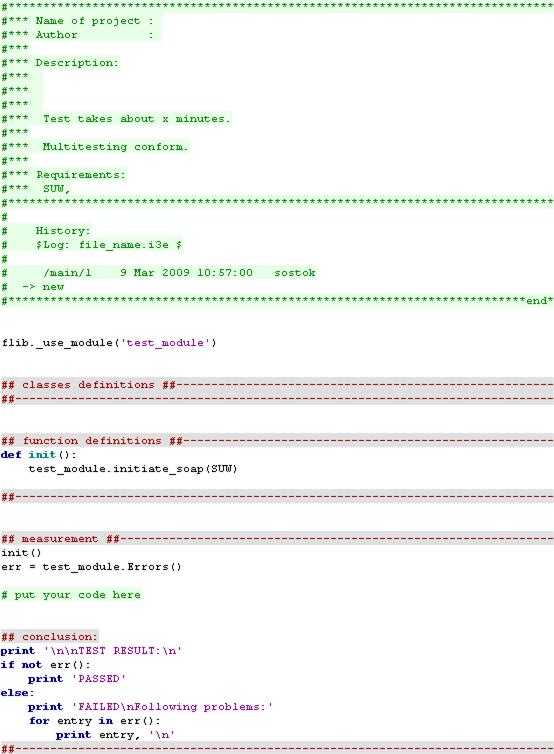 #******************************************************************************
#*** Name of project :
#*** Author          :
#***
#*** Description:
#***
#***
#***
#***  Test takes about x minutes.
#***
#***  Multitesting conform.
#***
#*** Requirements:
#***  SUW,
#******************************************************************************
#
#    History:
#    $Log: file_name.i3e $
#
#     /main/1    9 Mar 2009 10:57:00   sostok
#  -> new
#**************************************************************************end*
flib._use_module('test_module')
## classes definitions ##------------------------------------------------------
##-----------------------------------------------------------------------------
## function definitions ##-----------------------------------------------------
def init():
    test_module.initiate_soap(SUW)
##-----------------------------------------------------------------------------
## measurement ##--------------------------------------------------------------
init()
err = test_module.Errors()
# put your code here
## conclusion:
print '\n\nTEST RESULT:\n'
if not err():
    print 'PASSED'
else:
    print 'FAILED\nFollowing problems:'
    for entry in err():
        print entry, '\n'
##-----------------------------------------------------------------------------